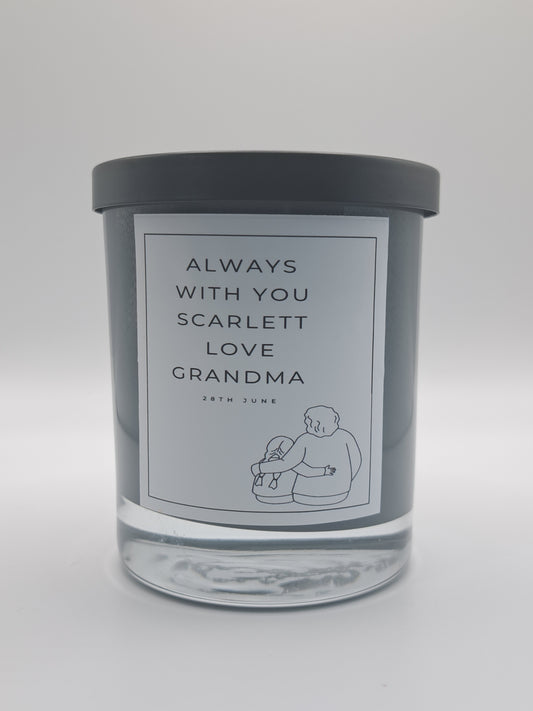 ALWAYS
WITH YOU
SCARLETT
LOVE
GRANDMA
28TH JUNE